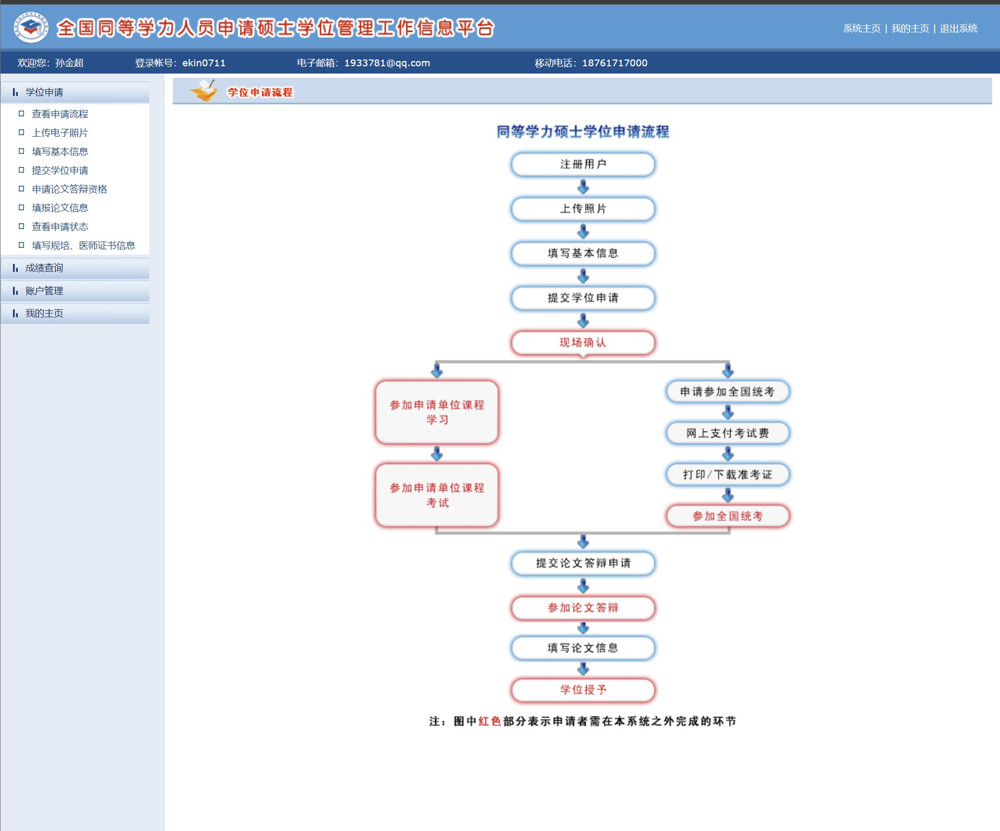 全国同等学力人员申请硕士学位管理工作信息平台
系统主页 | 我的主页 | 退出系统
欢迎您：孙金超 登录帐号：ekin0711 电子邮箱：1933781@qq.com 移动电话：18761717000
学位申请
查看申请流程
上传电子照片
填写基本信息
提交学位申请
申请论文答辩资格
填报论文信息
查看申请状态
填写规培、医师证书信息
成绩查询
账户管理
我的主页
学位申请流程
同等学力硕士学位申请流程
注册用户
上传照片
填写基本信息
提交学位申请
现场确认
参加申请单位课程
学习
参加申请单位课程
考试
申请参加全国统考
网上支付考试费
打印/下载准考证
参加全国统考
提交论文答辩申请
参加论文答辩
填写论文信息
学位授予
注：图中红色部分表示申请者需在本系统之外完成的环节